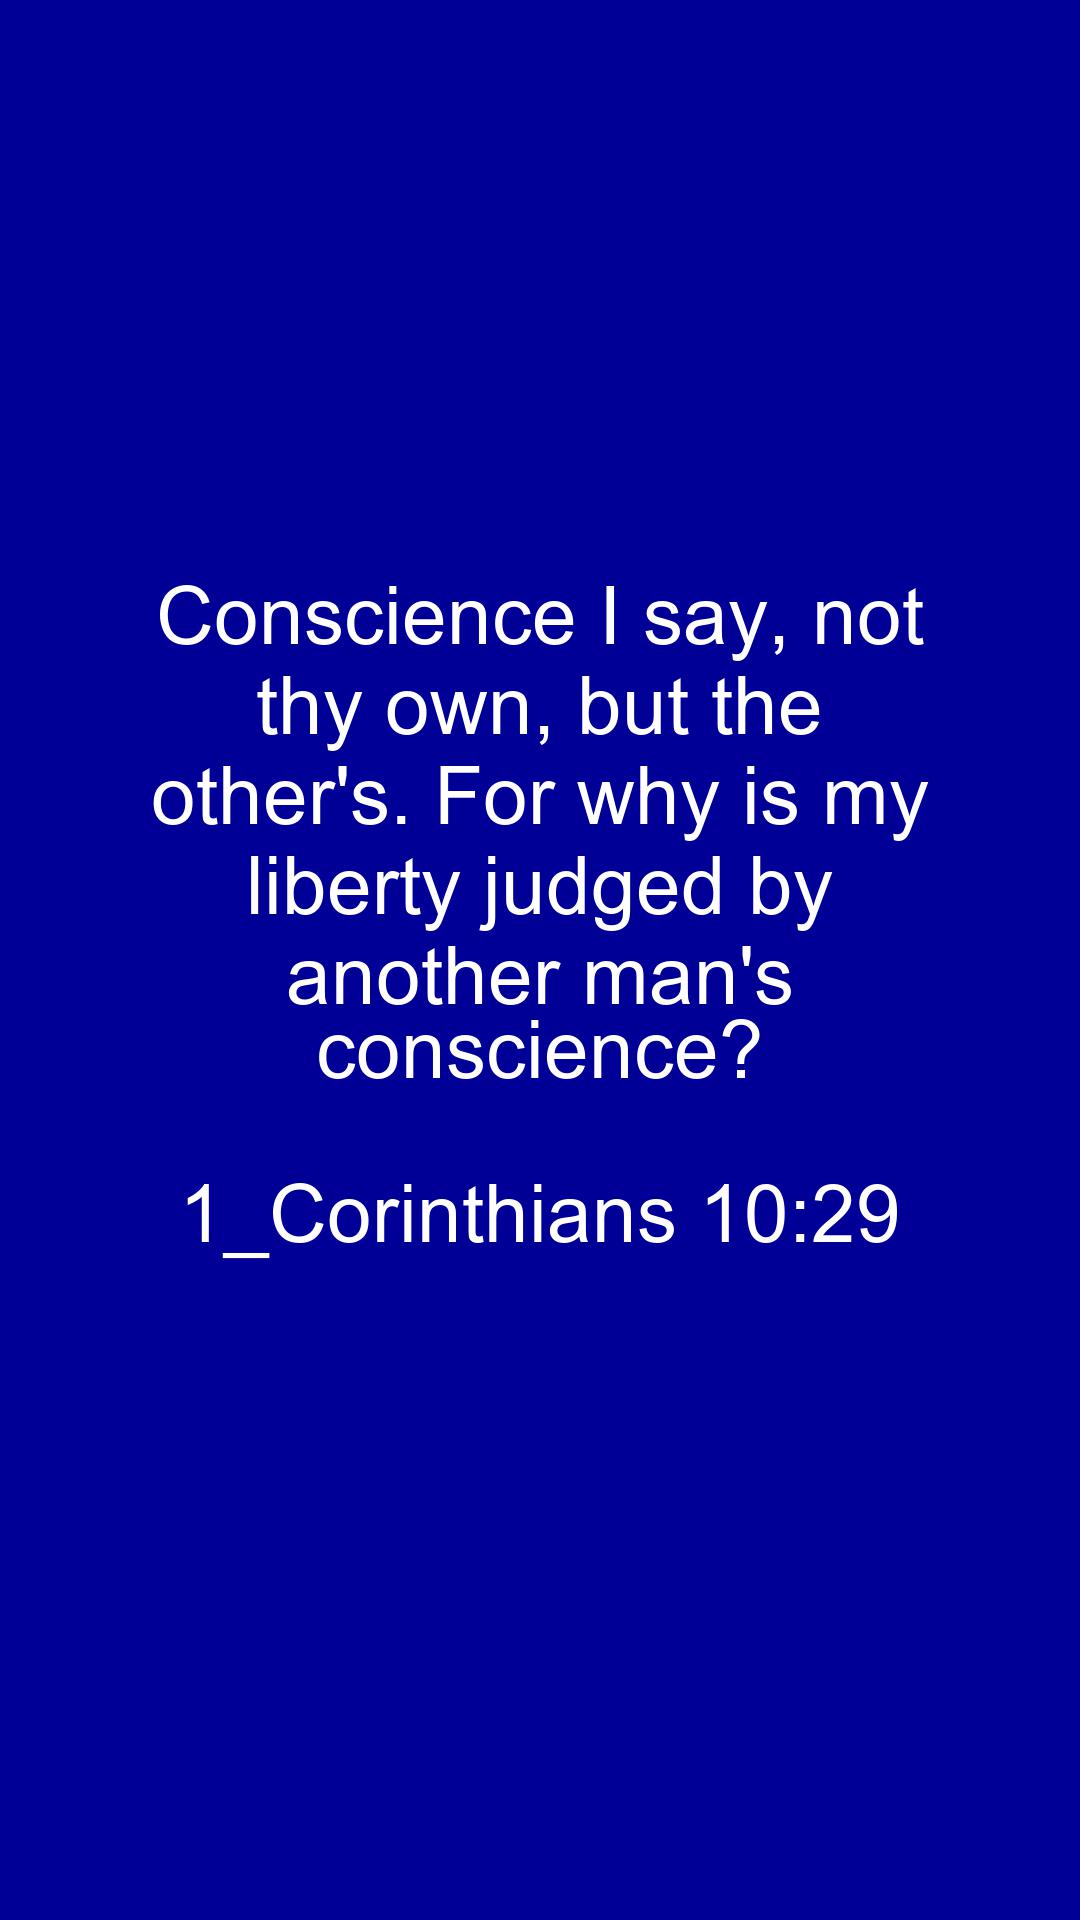 Conscience I say, not
thy own, but the
other's. For why is my
liberty judged by
another man's
conscience?
1_Corinthians 10:29